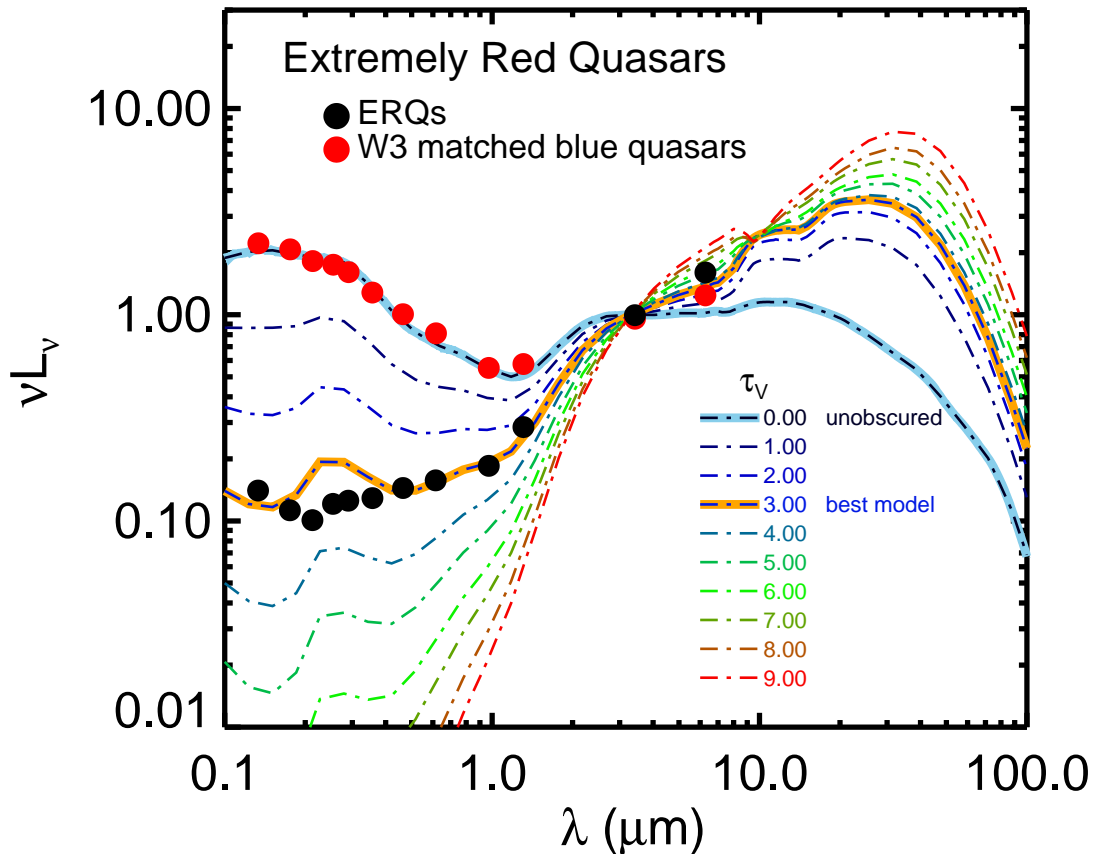 Extremely Red Quasars
ERQs
W3 matched blue quasars
10.00
1.00
0.10
0.01
νLν
τV
0.00 unobscured
1.00
2.00
3.00 best model
4.00
5.00
6.00
7.00
8.00
9.00
0.1 1.0 10.0 100.0
λ (μm)